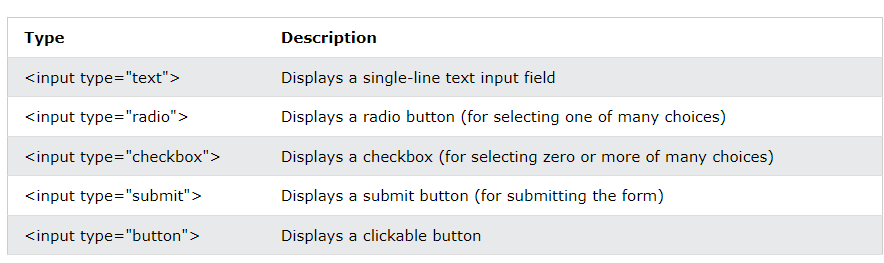 Type Description
<input type="text"> Displays a single-line text input field
<input type="radio"> Displays a radio button (for selecting one of many choices)
<input type="checkbox"> Displays a checkbox (for selecting zero or more of many choices)
<input type="submit"> Displays a submit button (for submitting the form)
<input type="button"> Displays a clickable button